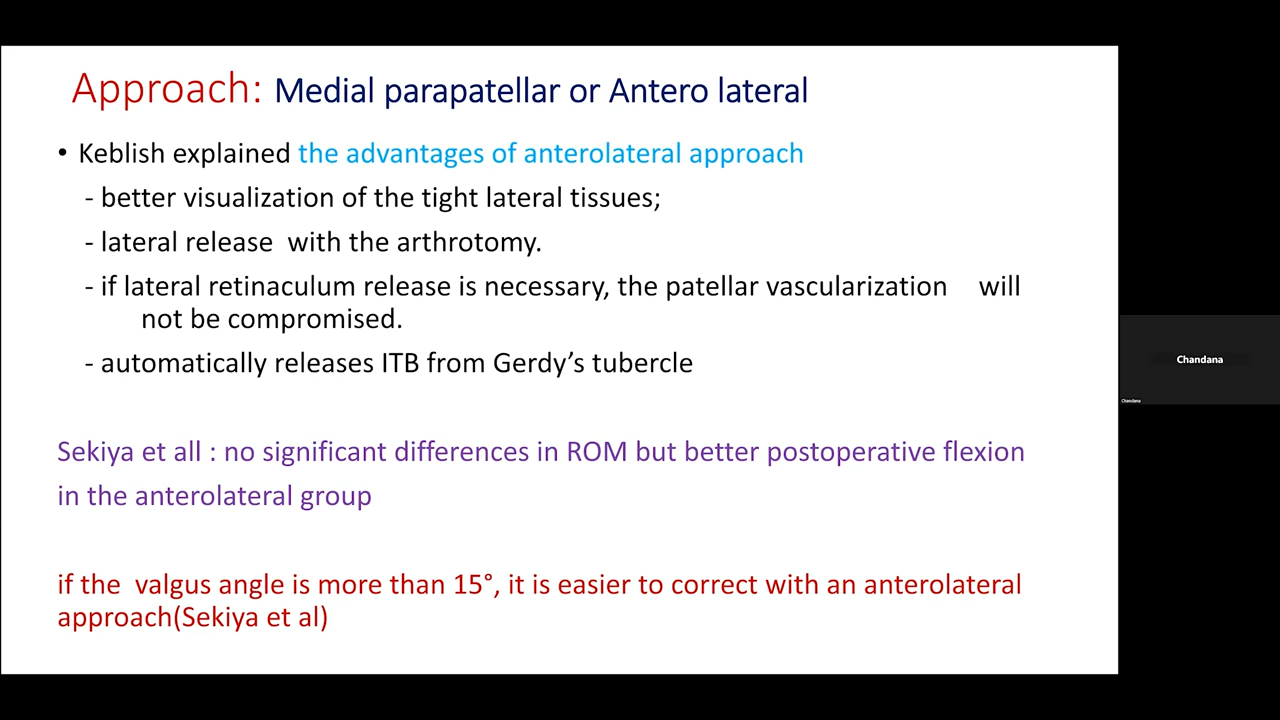 Approach: Medial parapatellar or Antero lateral
• Keblish explained the advantages of anterolateral approach
- better visualization of the tight lateral tissues;
- lateral release with the arthrotomy.
- if lateral retinaculum release is necessary, the patellar vascularization will
not be compromised.
- automatically releases ITB from Gerdy’s tubercle
Sekiya et all : no significant differences in ROM but better postoperative flexion
in the anterolateral group
if the valgus angle is more than 15°, it is easier to correct with an anterolateral
approach(Sekiya et al)
Chandana
Chandana